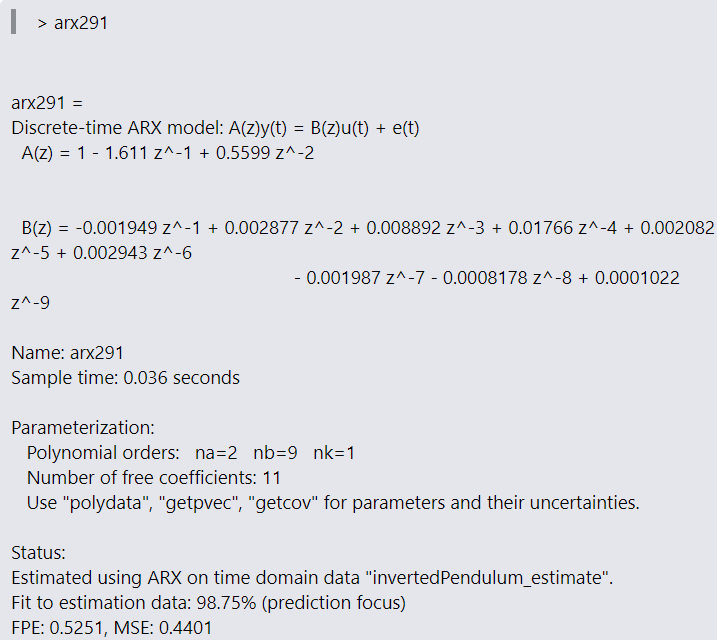 > arx291
arx291 =
Discrete-time ARX model: A(z)y(t) = B(z)u(t) + e(t)
A(z) = 1 - 1.611 z^-1 + 0.5599 z^-2
B(z) = -0.001949 z^-1 + 0.002877 z^-2 + 0.008892 z^-3 + 0.01766 z^-4 + 0.002082
z^-5 + 0.002943 z^-6
- 0.001987 z^-7 - 0.0008178 z^-8 + 0.0001022
z^-9
Name: arx291
Sample time: 0.036 seconds
Parameterization:
Polynomial orders: na=2 nb=9 nk=1
Number of free coefficients: 11
Use "polydata", "getpvec", "getcov" for parameters and their uncertainties.
Status:
Estimated using ARX on time domain data "invertedPendulum_estimate".
Fit to estimation data: 98.75% (prediction focus)
FPE: 0.5251, MSE: 0.4401